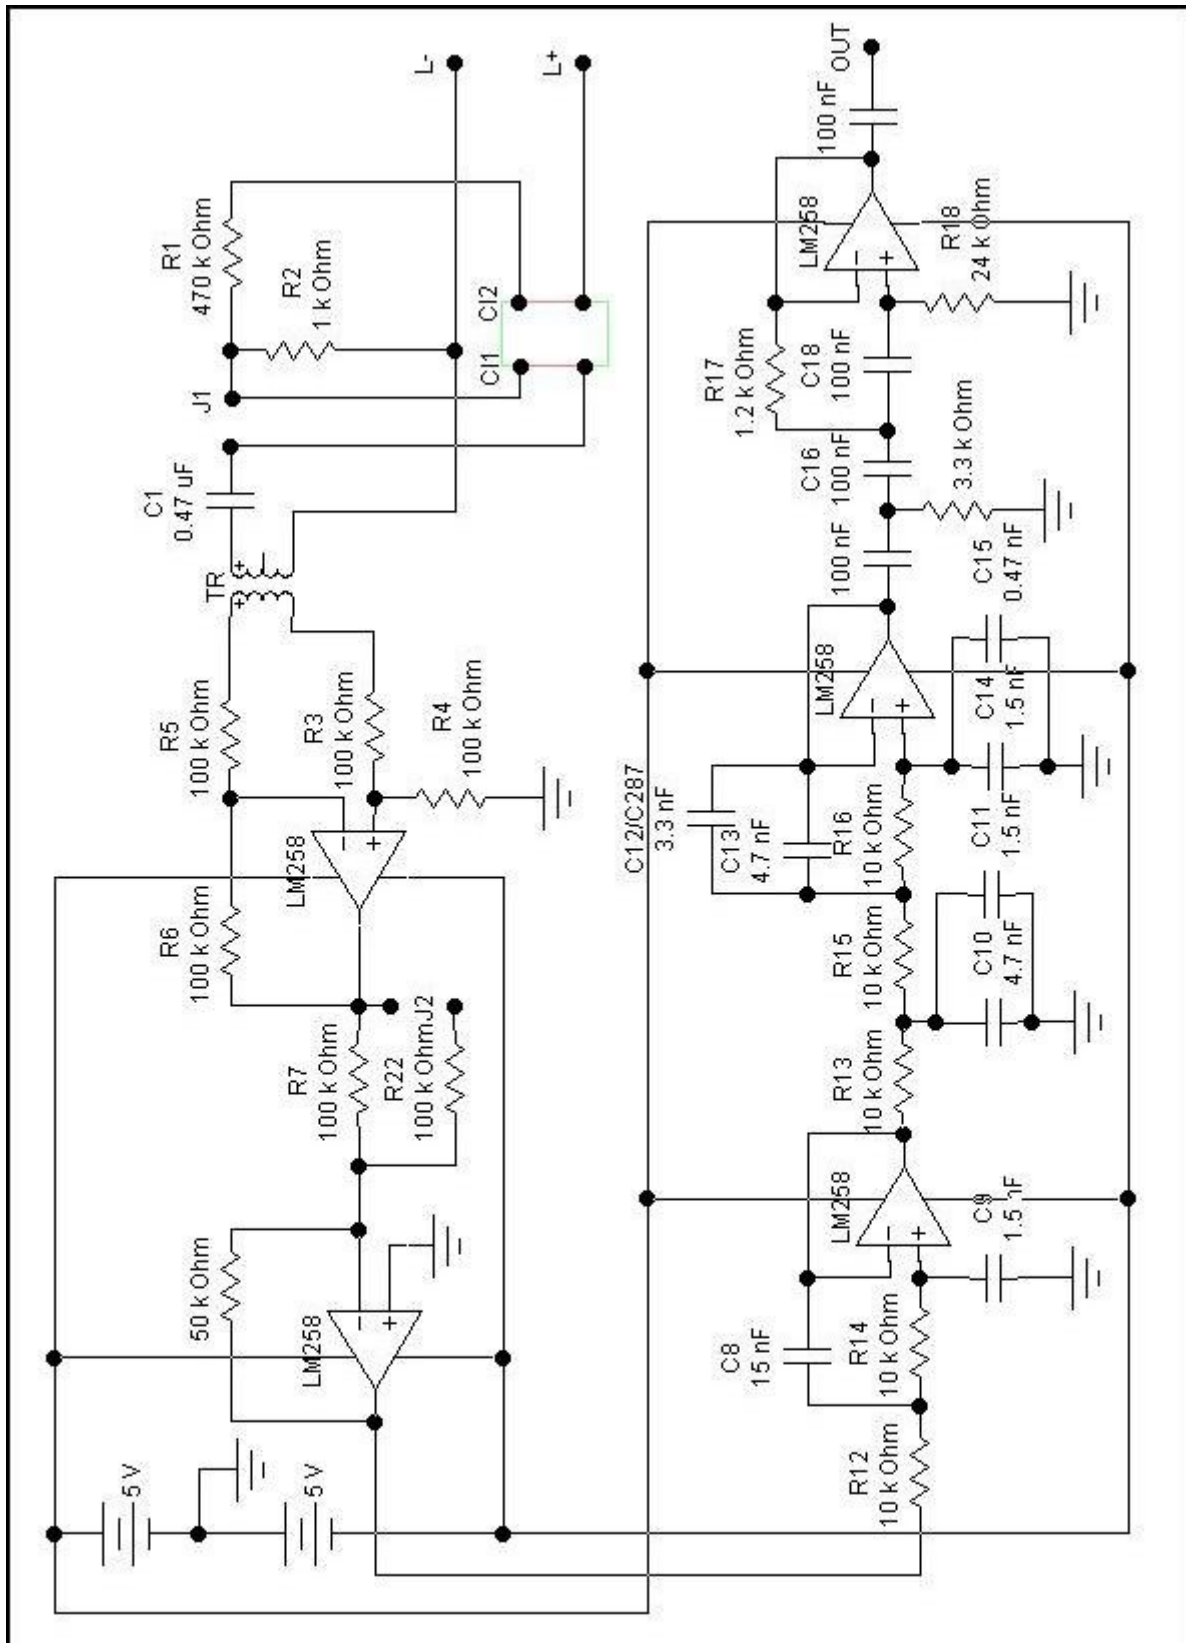 5 V
5 V
50 k Ohm
LM258
R7
100 k Ohm
R22
100 k Ohm
J2
R6
100 k Ohm
LM258
R5
100 k Ohm
R3
100 k Ohm
R4
100 k Ohm
TR
+
+
C1
0.47 uF
J1
R1
470 k Ohm
R2
1 k Ohm
CI1
CI2
L-
L+
-
+
-
+
R12
10 k Ohm
C8
15 nF
R14
10 k Ohm
LM258
-
+
C9
1.5 nF
R13
10 k Ohm
R15
10 k Ohm
C10
4.7 nF
C11
1.5 nF
C12/C287
3.3 nF
C13
4.7 nF
R16
10 k Ohm
LM258
-
+
C14
1.5 nF
C15
0.47 nF
100 nF
3.3 k Ohm
C16
100 nF
R17
1.2 k Ohm
C18
100 nF
LM258
-
+
R18
24 k Ohm
100 nF
OUT